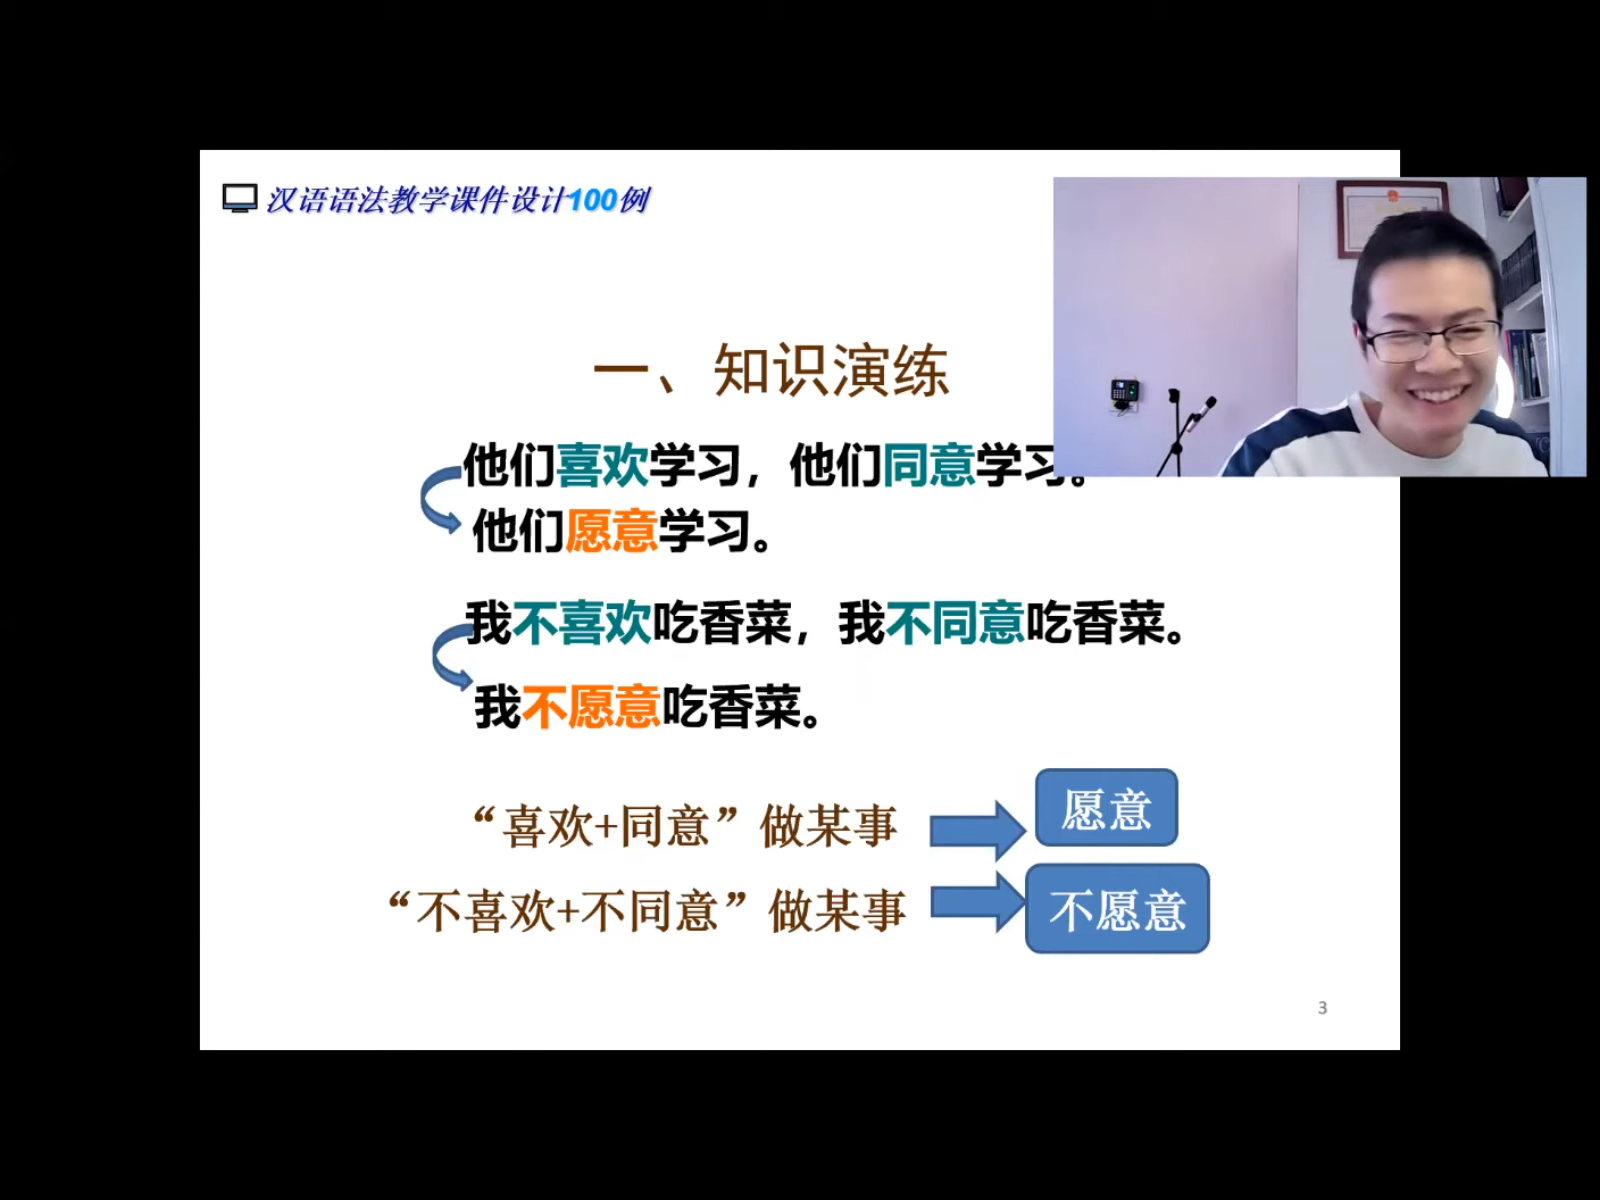 汉语语法教学课件设计100例
一、知识演练
他们喜欢学习，他们同意学习。
他们愿意学习。
我不喜欢吃香菜，我不同意吃香菜。
我不愿意吃香菜。
“喜欢+同意”做某事
愿意
“不喜欢+不同意”做某事
不愿意
3